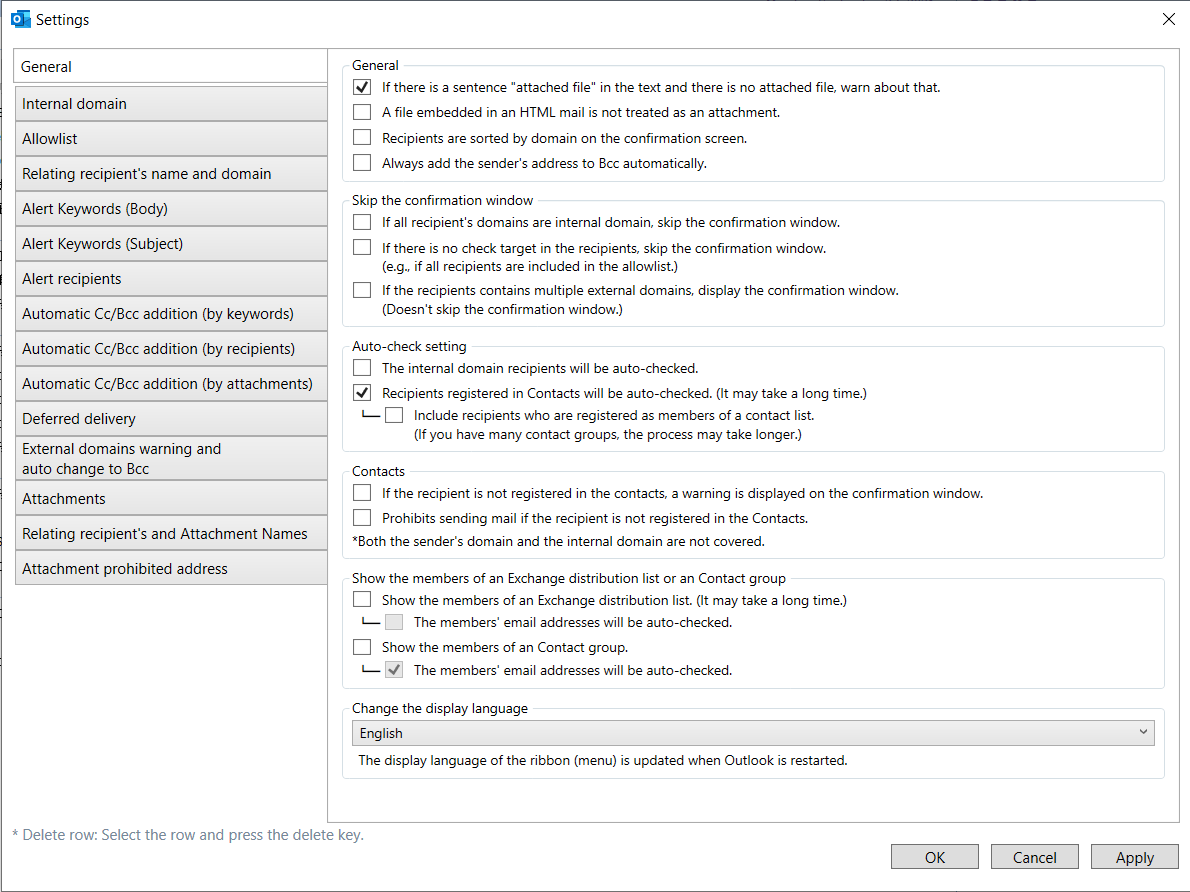 Settings
General
Internal domain
Allowlist
Relating recipient's name and domain
Alert Keywords (Body)
Alert Keywords (Subject)
Alert recipients
Automatic Cc/Bcc addition (by keywords)
Automatic Cc/Bcc addition (by recipients)
Automatic Cc/Bcc addition (by attachments)
Deferred delivery
External domains warning and
auto change to Bcc
Attachments
Relating recipient's and Attachment Names
Attachment prohibited address
General
If there is a sentence "attached file" in the text and there is no attached file, warn about that.
A file embedded in an HTML mail is not treated as an attachment.
Recipients are sorted by domain on the confirmation screen.
Always add the sender's address to Bcc automatically.
Skip the confirmation window
If all recipient's domains are internal domain, skip the confirmation window.
If there is no check target in the recipients, skip the confirmation window.
(e.g., if all recipients are included in the allowlist.)
If the recipients contains multiple external domains, display the confirmation window.
(Doesn't skip the confirmation window.)
Auto-check setting
The internal domain recipients will be auto-checked.
Recipients registered in Contacts will be auto-checked. (It may take a long time.)
Include recipients who are registered as members of a contact list.
(If you have many contact groups, the process may take longer.)
Contacts
If the recipient is not registered in the contacts, a warning is displayed on the confirmation window.
Prohibits sending mail if the recipient is not registered in the Contacts.
*Both the sender's domain and the internal domain are not covered.
Show the members of an Exchange distribution list or an Contact group
Show the members of an Exchange distribution list. (It may take a long time.)
The members' email addresses will be auto-checked.
Show the members of an Contact group.
The members' email addresses will be auto-checked.
Change the display language
English
The display language of the ribbon (menu) is updated when Outlook is restarted.
* Delete row: Select the row and press the delete key.
OK
Cancel
Apply